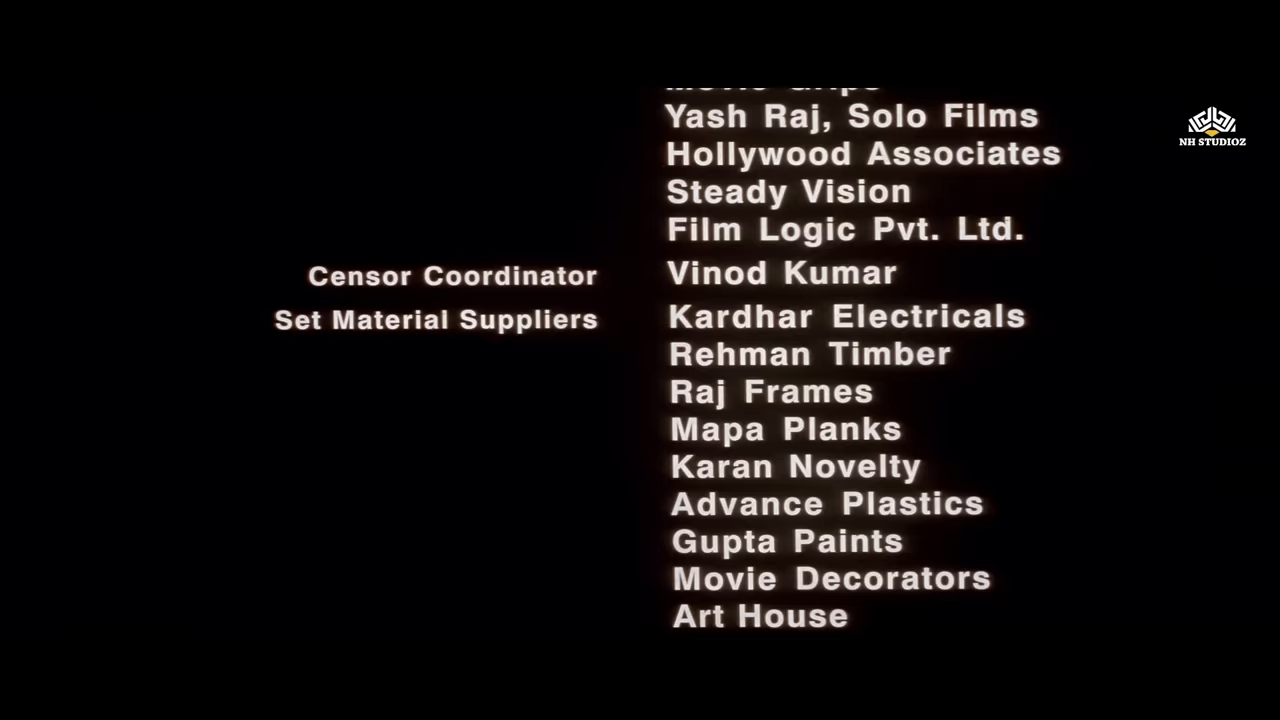 Movie Grips
Yash Raj, Solo Films
Hollywood Associates
Steady Vision
Film Logic Pvt. Ltd.
Censor Coordinator Vinod Kumar
Set Material Suppliers Kardhar Electricals
Rehman Timber
Raj Frames
Mapa Planks
Karan Novelty
Advance Plastics
Gupta Paints
Movie Decorators
Art House
NH STUDIOZ